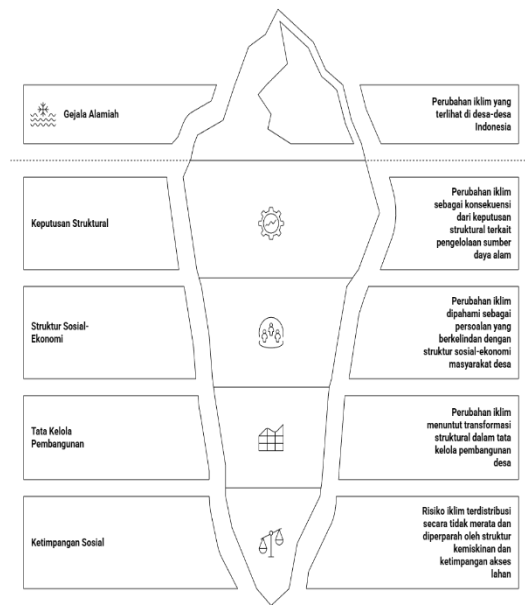 Gejala Alamiah
Perubahan iklim yang
terlihat di desa-desa
Indonesia
Keputusan Struktural
Perubahan iklim
sebagai konsekuensi
dari keputusan
struktural terkait
pengelolaan sumber
daya alam
Struktur Sosial-
Ekonomi
Perubahan iklim
dipahami sebagai
persoalan yang
berkelindan dengan
struktur sosial-ekonomi
masyarakat desa
Tata Kelola
Pembangunan
Perubahan iklim
menuntut transformasi
struktural dalam tata
kelola pembangunan
desa
Ketimpangan Sosial
Risiko iklim terdistribusi
secara tidak merata dan
diperparah oleh struktur
kemiskinan dan
ketimpangan akses
lahan